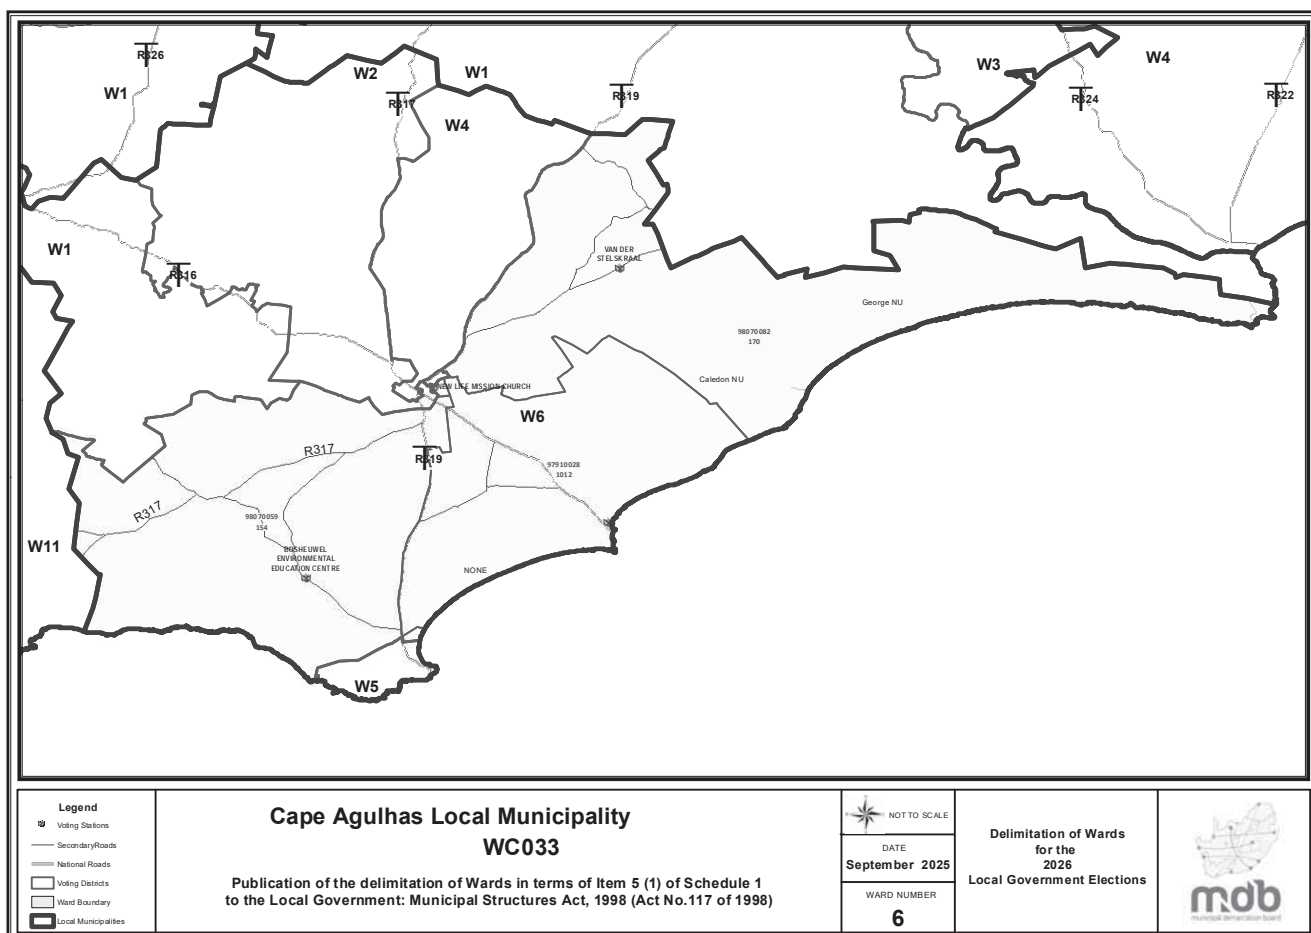 R326
W1
W2
R317
W1
W4
R319
W3
W4
R324
R322
W1
R316
VAN DER
STELSKRAAL
George NU
98070082
170
Caledon NU
NEW LIFE MISSION CHURCH
W6
R317
R319
97910028
1012
R317
98070059
154
W11
BOSHEUWEL
ENVIRONMENTAL
EDUCATION CENTRE
NONE
W5
Legend
Voting Stations
SecondaryRoads
National Roads
Voting Districts
Ward Boundary
Local Municipalities
Cape Agulhas Local Municipality
WC033
Publication of the delimitation of Wards in terms of Item 5 (1) of Schedule 1
to the Local Government: Municipal Structures Act, 1998 (Act No.117 of 1998)
NOT TO SCALE
DATE
September 2025
WARD NUMBER
6
Delimitation of Wards
for the
2026
Local Government Elections
mdb
municipal demarcation board